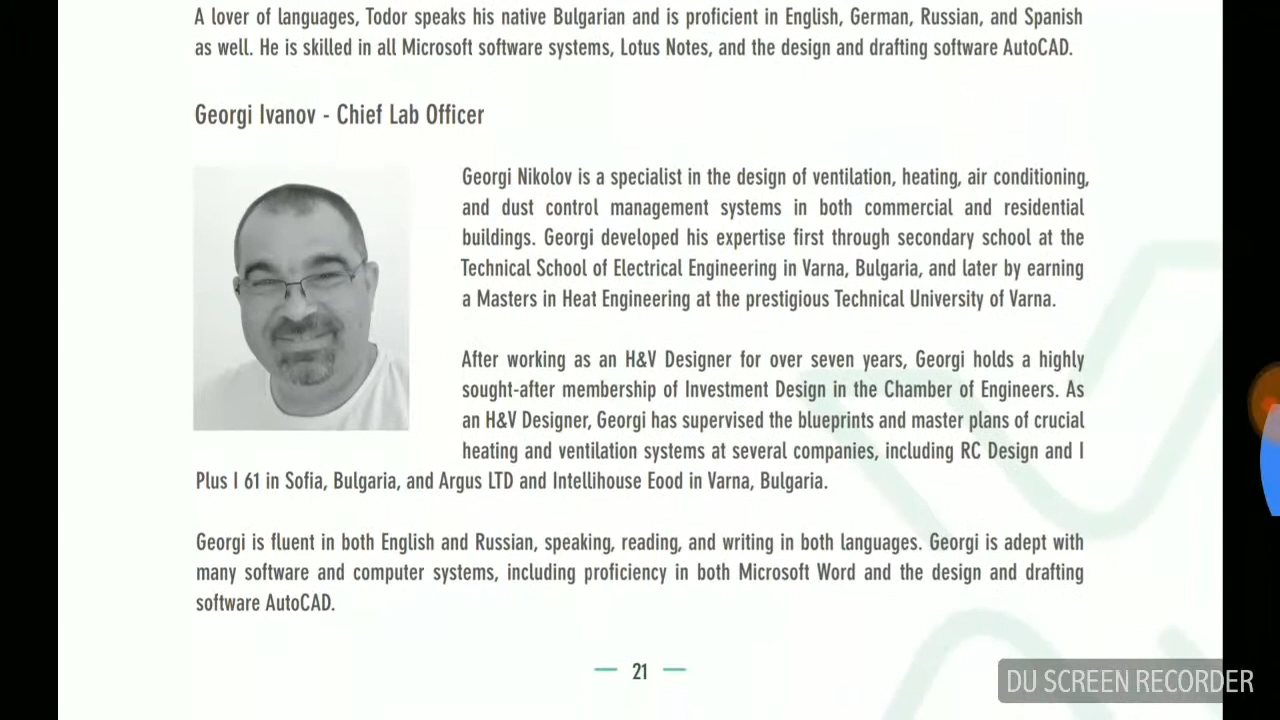 A lover of languages, Todor speaks his native Bulgarian and is proficient in English, German, Russian, and Spanish
as well. He is skilled in all Microsoft software systems, Lotus Notes, and the design and drafting software AutoCAD.
Georgi Ivanov - Chief Lab Officer
Georgi Nikolov is a specialist in the design of ventilation, heating, air conditioning,
and dust control management systems in both commercial and residential
buildings. Georgi developed his expertise first through secondary school at the
Technical School of Electrical Engineering in Varna, Bulgaria, and later by earning
a Masters in Heat Engineering at the prestigious Technical University of Varna.
After working as an H&V Designer for over seven years, Georgi holds a highly
sought-after membership of Investment Design in the Chamber of Engineers. As
an H&V Designer, Georgi has supervised the blueprints and master plans of crucial
heating and ventilation systems at several companies, including RC Design and I
Plus I 61 in Sofia, Bulgaria, and Argus LTD and Intellihouse Eood in Varna, Bulgaria.
Georgi is fluent in both English and Russian, speaking, reading, and writing in both languages. Georgi is adept with
many software and computer systems, including proficiency in both Microsoft Word and the design and drafting
software AutoCAD.
21
DU SCREEN RECORDER